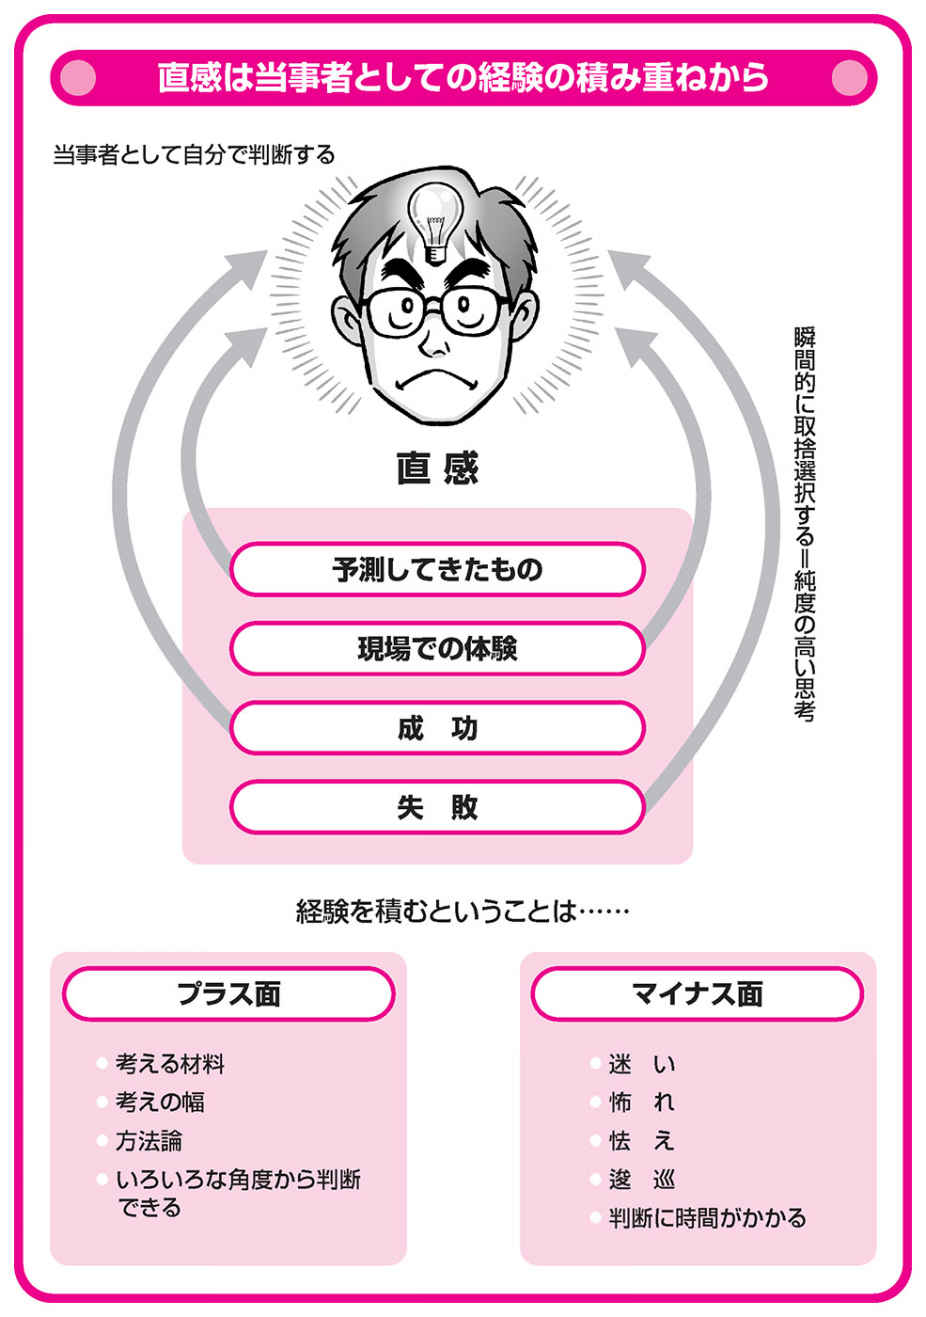 直感は当事者としての経験の積み重ねから
当事者として自分で判断する
瞬間的に取捨選択する＝純度の高い思考
直感
予測してきたもの
現場での体験
成　功
失　敗
経験を積むということは……
プラス面
考える材料
考えの幅
方法論
いろいろな角度から判断
できる
マイナス面
迷　い
怖　れ
怯　え
逡　巡
判断に時間がかかる